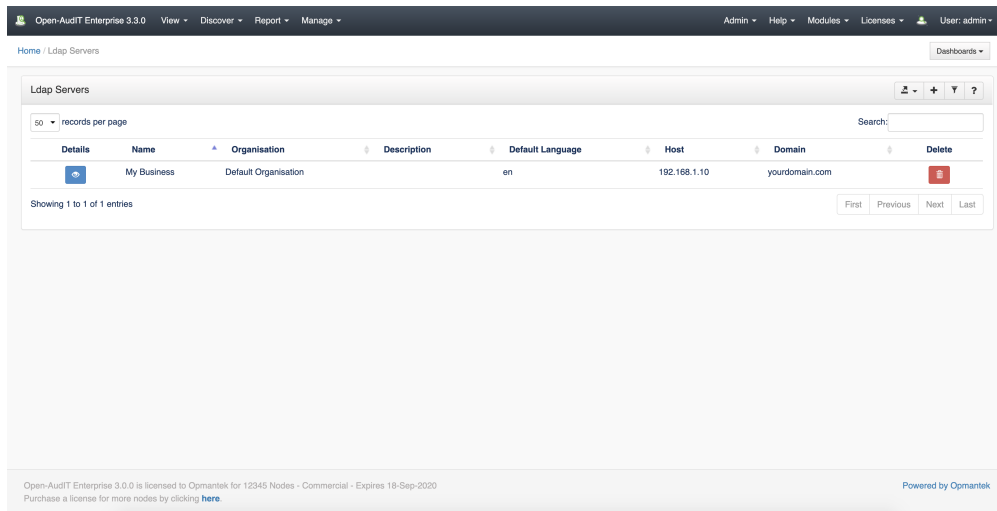 Open-AudIT Enterprise 3.3.0 View Discover Report Manage Admin Help Modules Licenses User: admin
Home / Ldap Servers Dashboards
Ldap Servers
50 records per page Search:
Details Name Organisation Description Default Language Host Domain Delete
My Business Default Organisation en 192.168.1.10 yourdomain.com
Showing 1 to 1 of 1 entries First Previous Next Last
Open-AudIT Enterprise 3.0.0 is licensed to Opmantek for 12345 Nodes - Commercial - Expires 18-Sep-2020 Powered by Opmantek
Purchase a license for more nodes by clicking here.